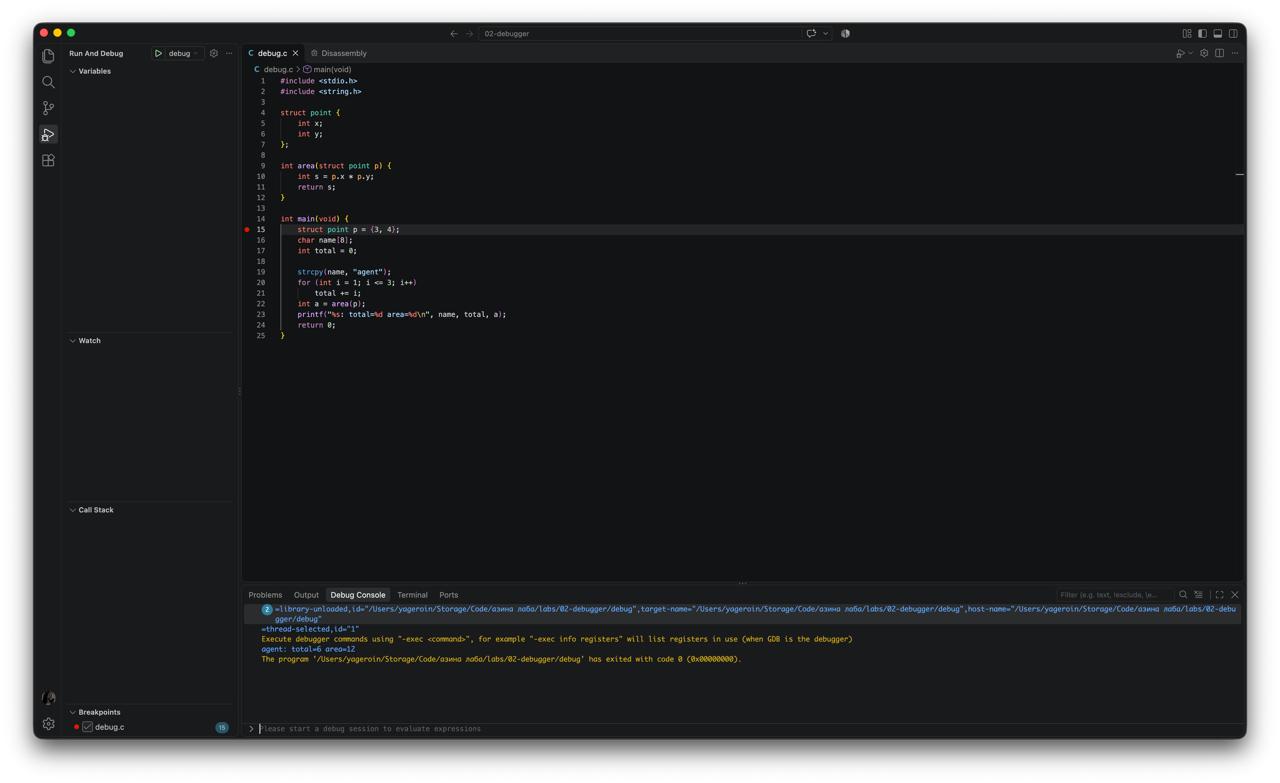 02-debugger
Run And Debug
debug
debug.c
Disassembly
Variables
debug.c > main(void)
1 #include <stdio.h>
2 #include <string.h>
3
4 struct point {
5 int x;
6 int y;
7 };
8
9 int area(struct point p) {
10 int s = p.x * p.y;
11 return s;
12 }
13
14 int main(void) {
15 struct point p = {3, 4};
16 char name[8];
17 int total = 0;
18
19 strcpy(name, "agent");
20 for (int i = 1; i <= 3; i++)
21 total += i;
22 int a = area(p);
23 printf("%s: total=%d area=%d\n", name, total, a);
24 return 0;
25 }
Watch
Call Stack
Breakpoints
debug.c 15
Problems Output Debug Console Terminal Ports
Filter (e.g. text, !exclude, \e...
2 =library-unloaded,id="/Users/yageroin/Storage/Code/азина лаба/labs/02-debugger/debug",target-name="/Users/yageroin/Storage/Code/азина лаба/labs/02-debugger/debug",host-name="/Users/yageroin/Storage/Code/азина лаба/labs/02-debu
gger/debug"
=thread-selected,id="1"
Execute debugger commands using "-exec <command>", for example "-exec info registers" will list registers in use (when GDB is the debugger)
agent: total=6 area=12
The program '/Users/yageroin/Storage/Code/азина лаба/labs/02-debugger/debug' has exited with code 0 (0x00000000).
Please start a debug session to evaluate expressions